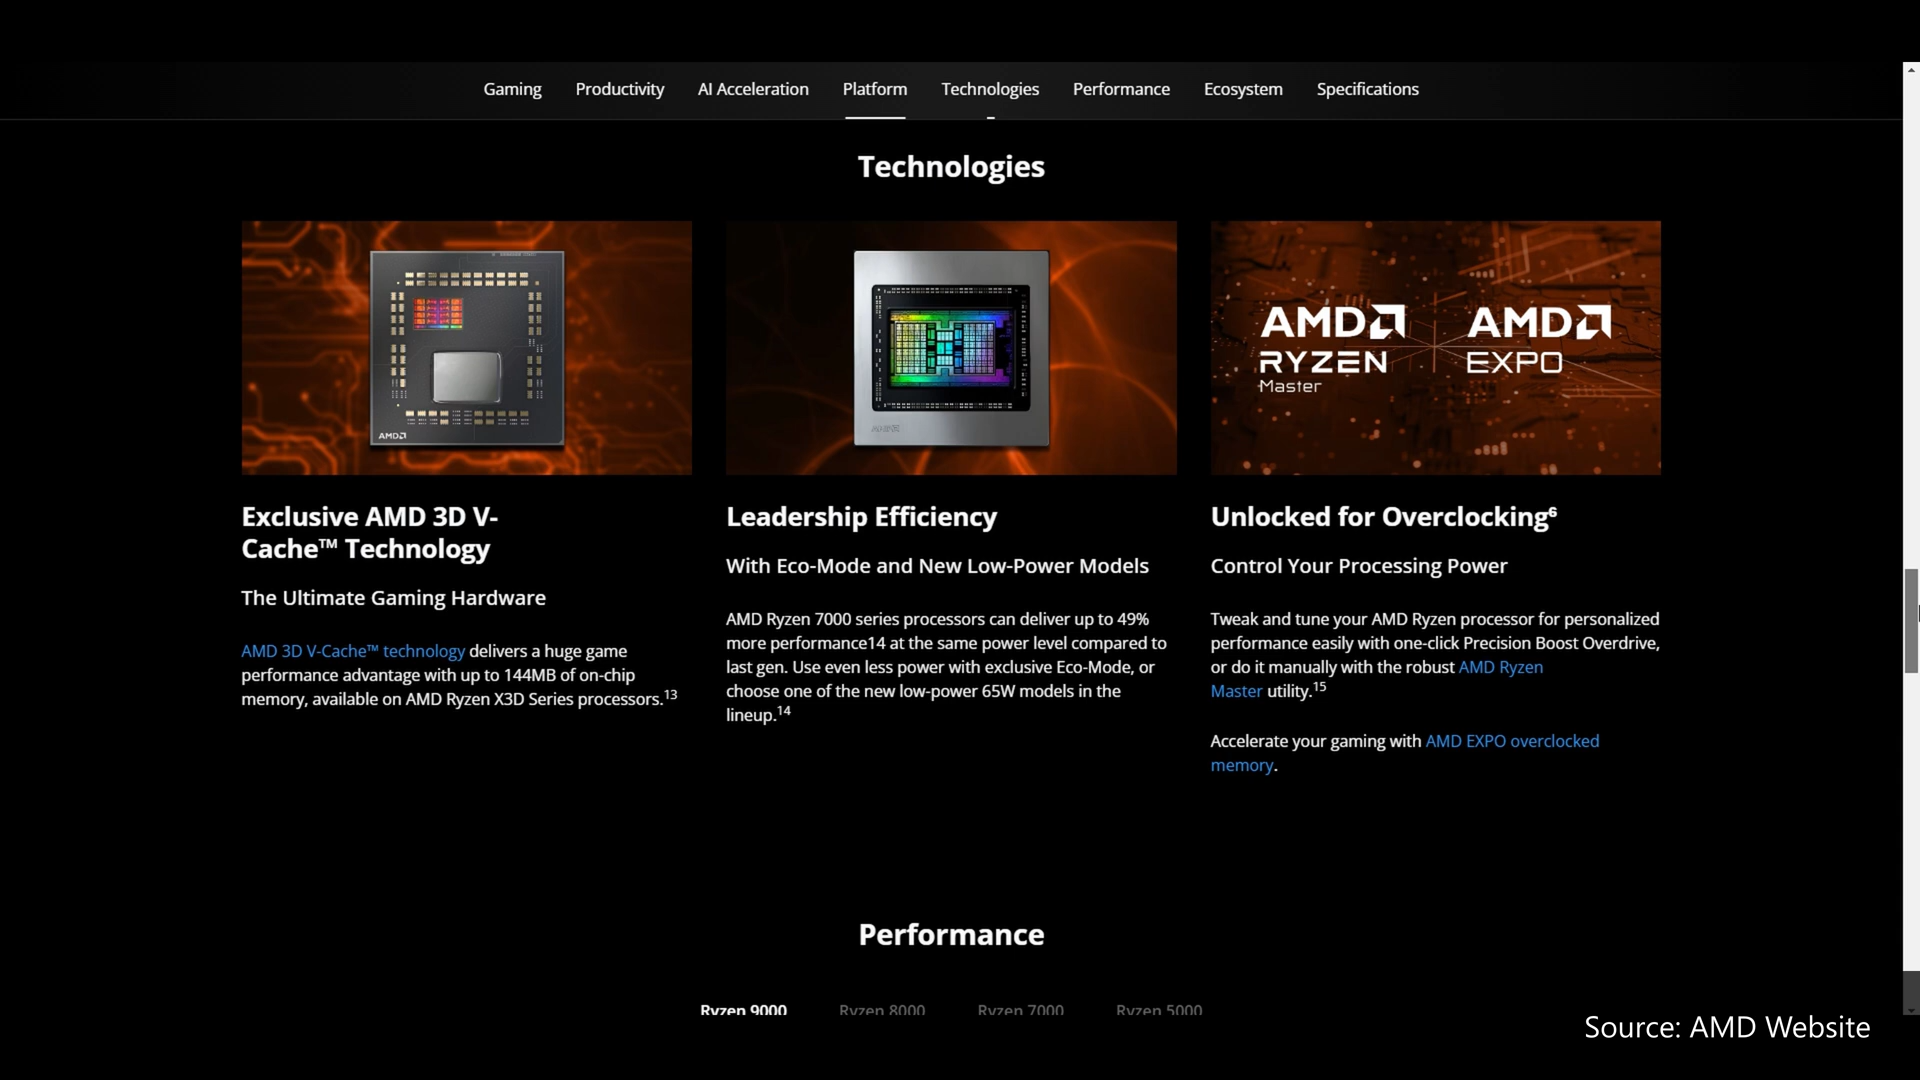 Gaming
Productivity
AI Acceleration
Platform
Technologies
Performance
Ecosystem
Specifications
Technologies
AMD
AMD
AMD
RYZEN
Master
AMD
EXPO
Exclusive AMD 3D V-
Cache™ Technology
The Ultimate Gaming Hardware
AMD 3D V-Cache™ technology delivers a huge game
performance advantage with up to 144MB of on-chip
memory, available on AMD Ryzen X3D Series processors.¹³
Leadership Efficiency
With Eco-Mode and New Low-Power Models
AMD Ryzen 7000 series processors can deliver up to 49%
more performance14 at the same power level compared to
last gen. Use even less power with exclusive Eco-Mode, or
choose one of the new low-power 65W models in the
lineup.¹⁴
Unlocked for Overclocking⁶
Control Your Processing Power
Tweak and tune your AMD Ryzen processor for personalized
performance easily with one-click Precision Boost Overdrive,
or do it manually with the robust AMD Ryzen
Master utility.¹⁵
Accelerate your gaming with AMD EXPO overclocked
memory.
Performance
Ryzen 9000
Ryzen 8000
Ryzen 7000
Ryzen 5000
Source: AMD Website